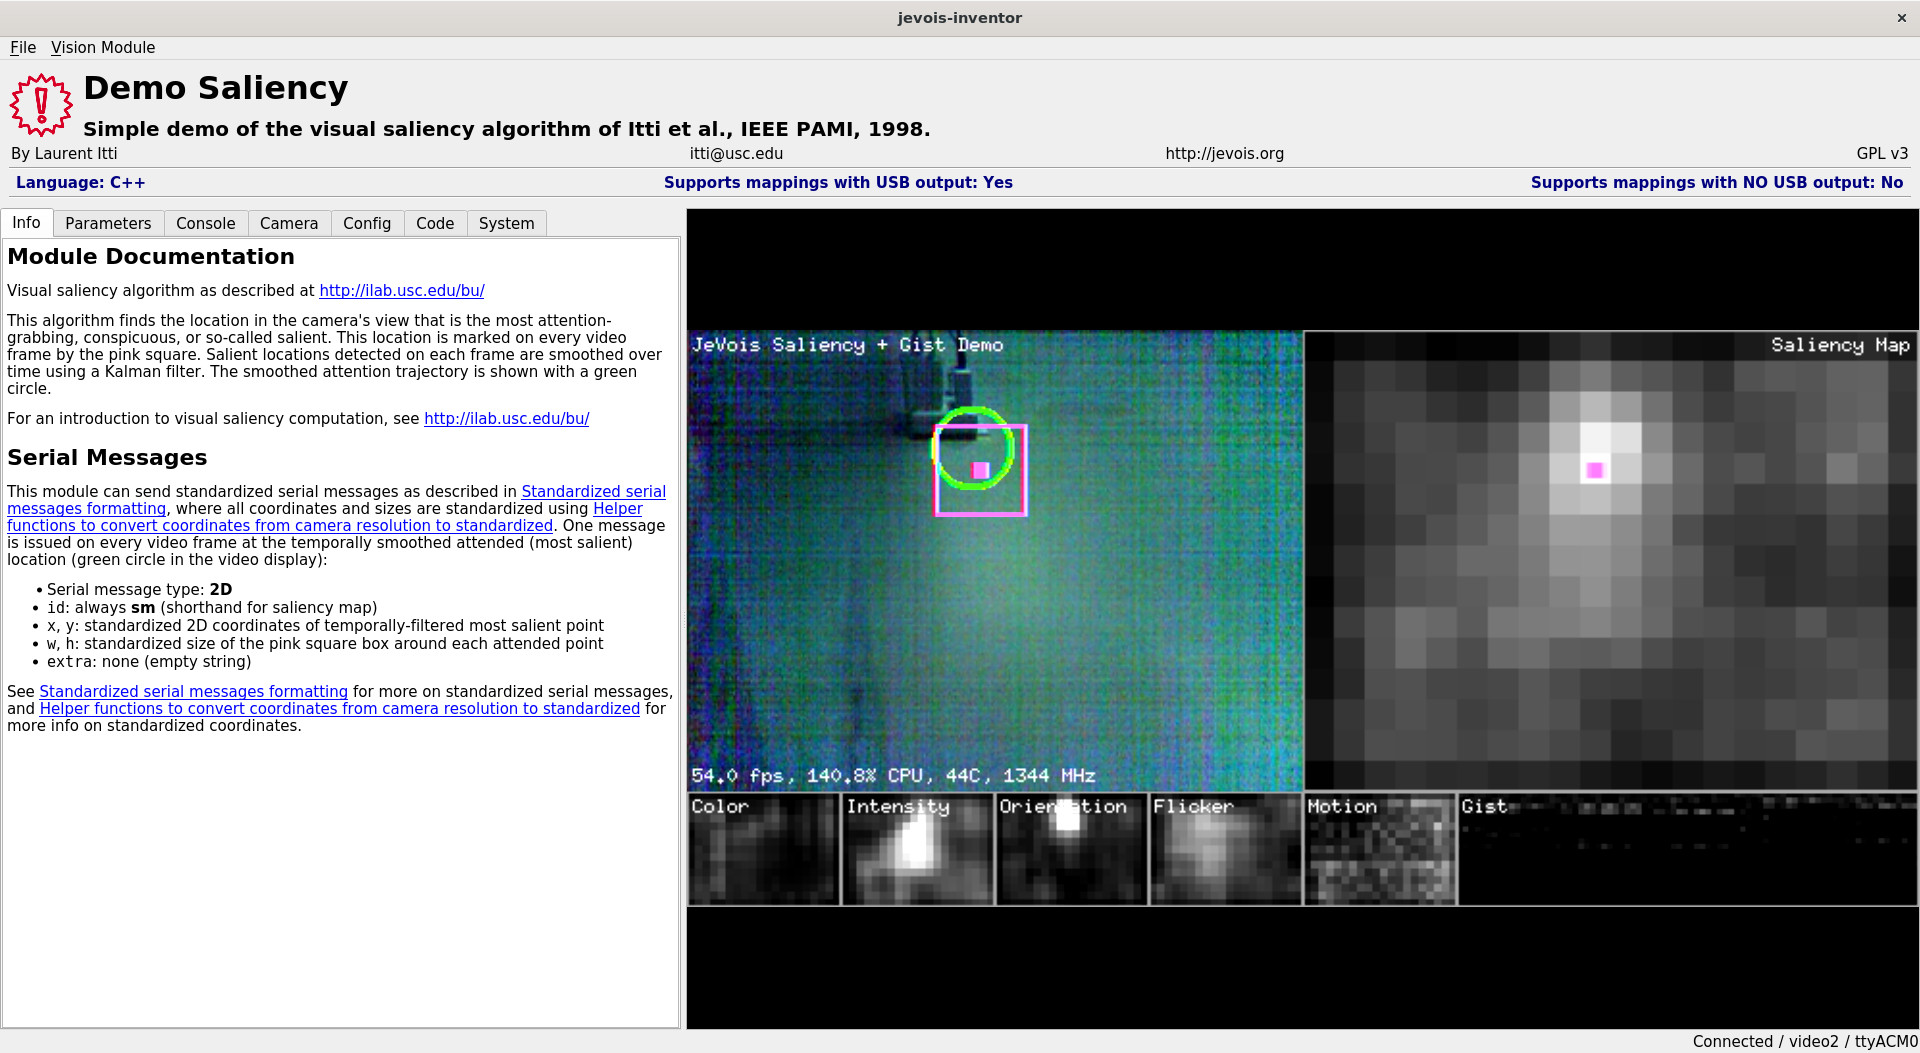 jevois-inventor
×
File Vision Module
Demo Saliency
Simple demo of the visual saliency algorithm of Itti et al., IEEE PAMI, 1998.
By Laurent Itti itti@usc.edu http://jevois.org GPL v3
Language: C++ Supports mappings with USB output: Yes Supports mappings with NO USB output: No
Info Parameters Console Camera Config Code System
Module Documentation
Visual saliency algorithm as described at http://ilab.usc.edu/bu/
This algorithm finds the location in the camera's view that is the most attention-
grabbing, conspicuous, or so-called salient. This location is marked on every video
frame by the pink square. Salient locations detected on each frame are smoothed over
time using a Kalman filter. The smoothed attention trajectory is shown with a green
circle.
For an introduction to visual saliency computation, see http://ilab.usc.edu/bu/
Serial Messages
This module can send standardized serial messages as described in Standardized serial
messages formatting, where all coordinates and sizes are standardized using Helper
functions to convert coordinates from camera resolution to standardized. One message
is issued on every video frame at the temporally smoothed attended (most salient)
location (green circle in the video display):
• Serial message type: 2D
• id: always sm (shorthand for saliency map)
• x, y: standardized 2D coordinates of temporally-filtered most salient point
• w, h: standardized size of the pink square box around each attended point
• extra: none (empty string)
See Standardized serial messages formatting for more on standardized serial messages,
and Helper functions to convert coordinates from camera resolution to standardized for
more info on standardized coordinates.
JeVois Saliency + Gist Demo
Saliency Map
54.0 fps, 140.8% CPU, 44C, 1344 MHz
Color Intensity Orientation Flicker Motion Gist
Connected / video2 / ttyACM0